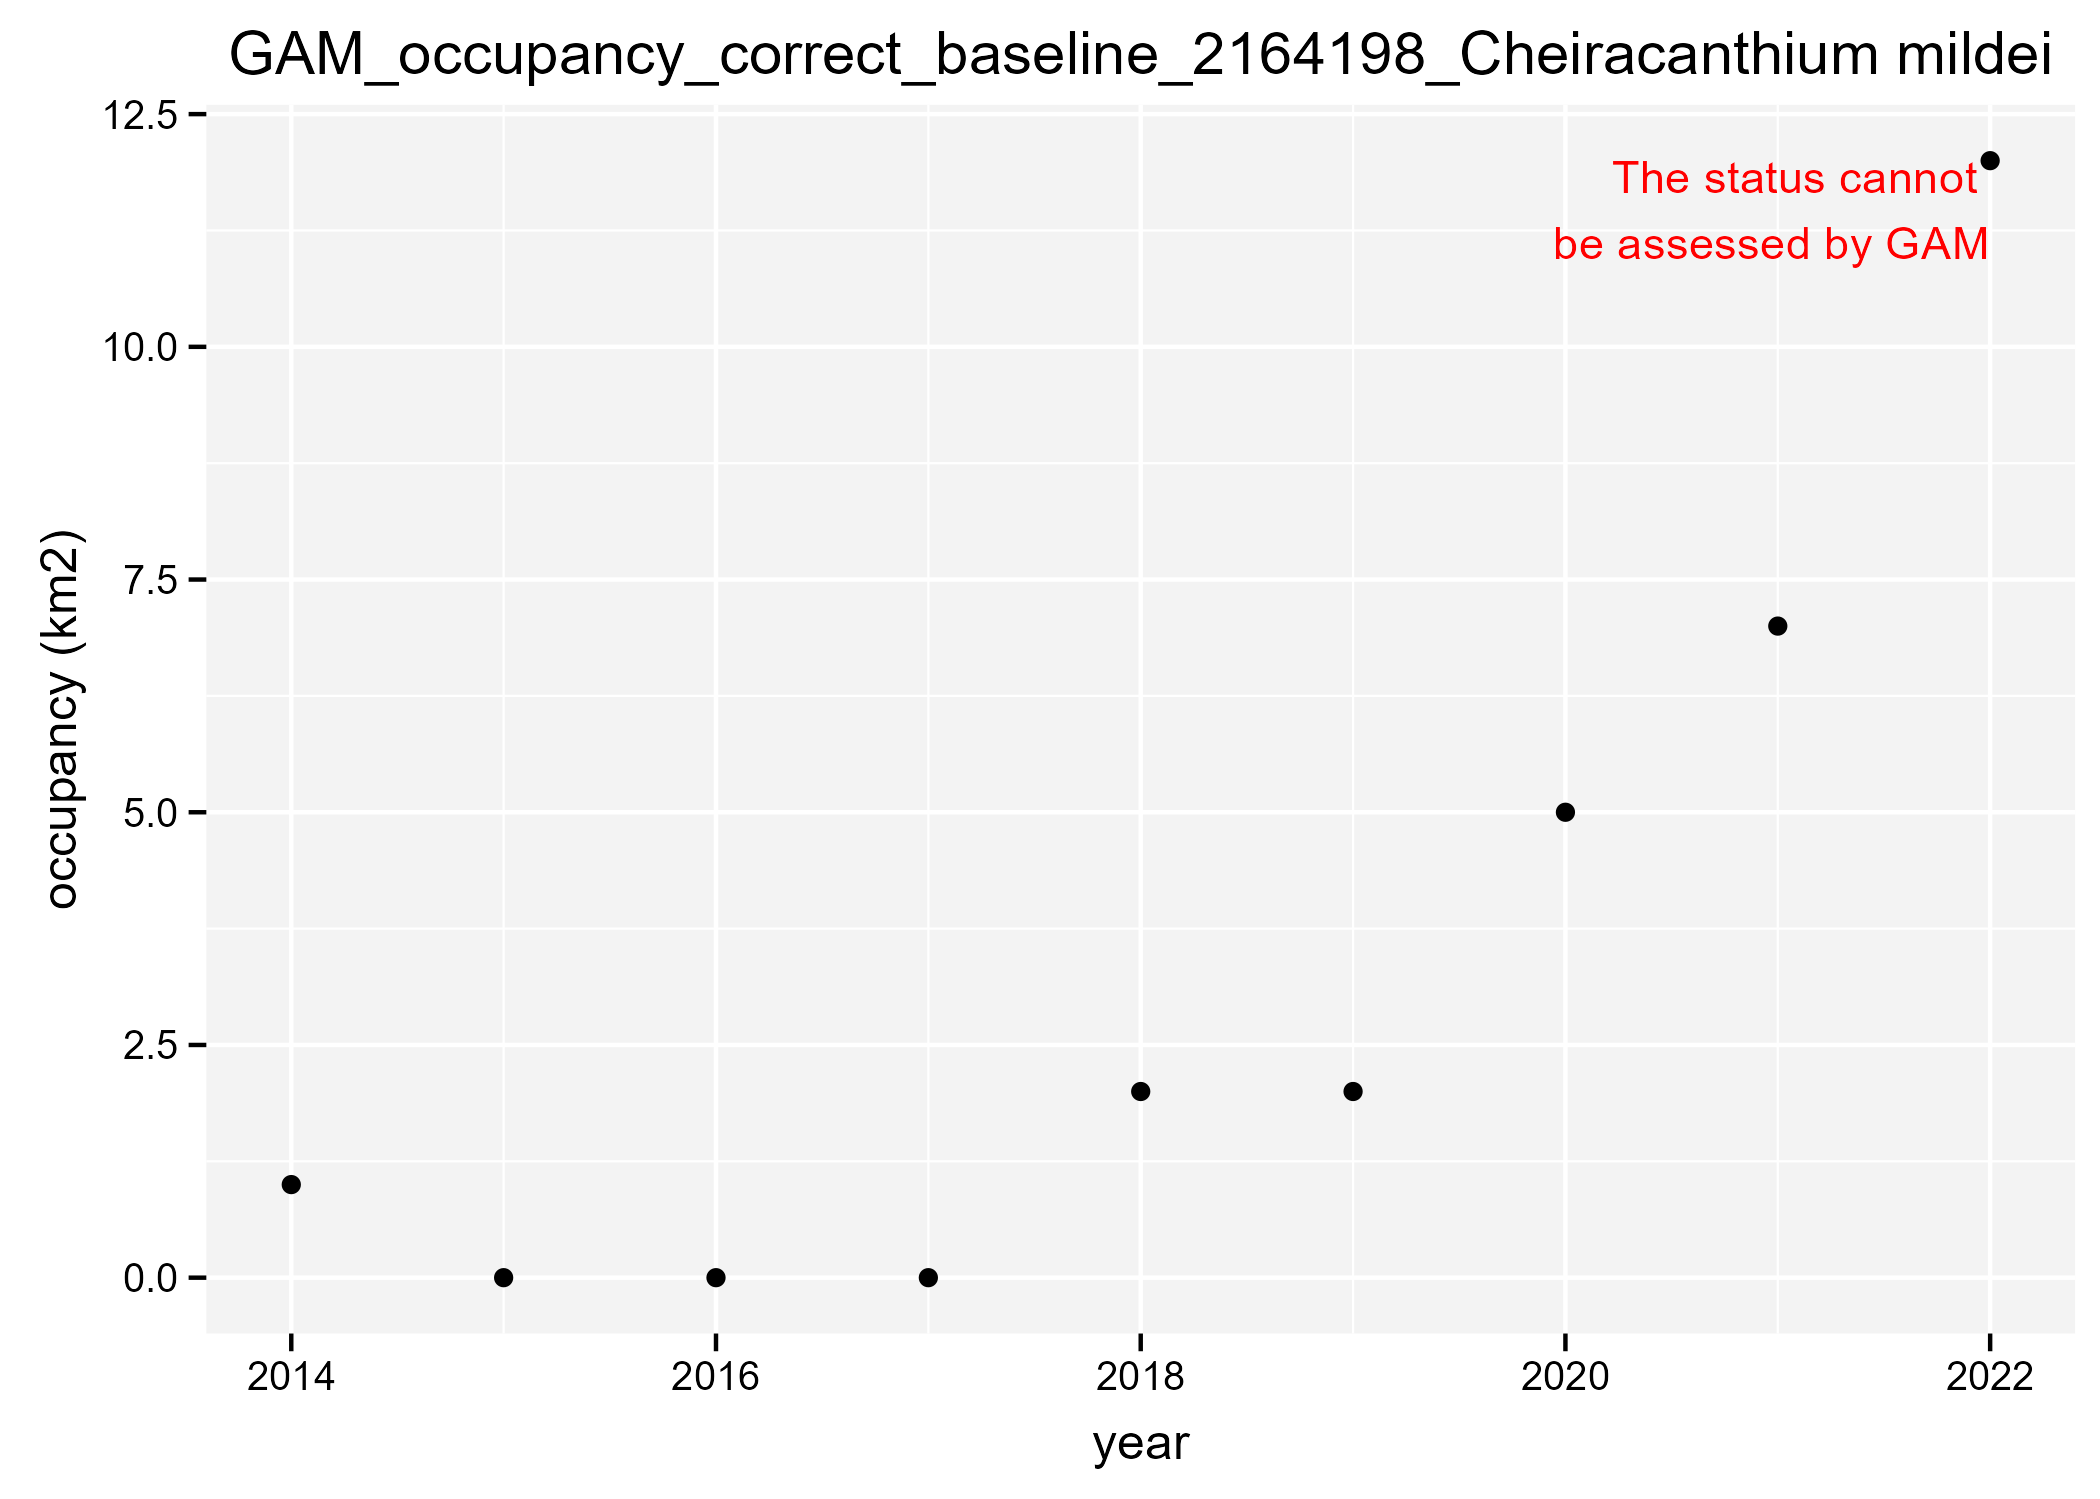 GAM_occupancy_correct_baseline_2164198_Cheiracanthium mildei
12.5
The status cannot
be assessed by GAM
10.0
7.5
occupancy (km2)
5.0
2.5
0.0
2014 2016 2018 2020 2022
year